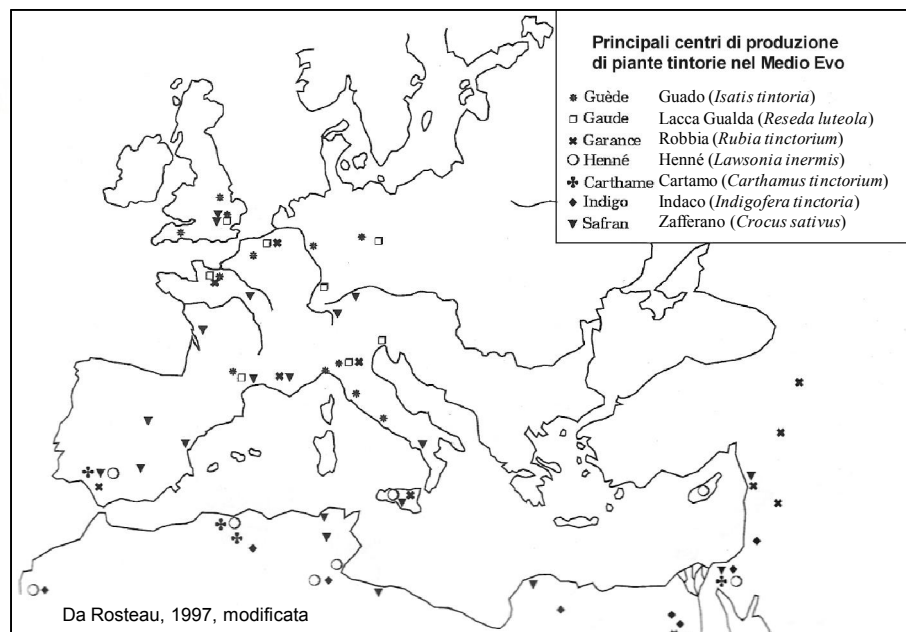 Principali centri di produzione
di piante tintorie nel Medio Evo
Guède Guado (Isatis tintoria)
Gaude Lacca Gualda (Reseda luteola)
Garance Robbia (Rubia tinctorium)
Henné Henné (Lawsonia inermis)
Carthame Cartamo (Carthamus tinctorium)
Indigo Indaco (Indigofera tinctoria)
Safran Zafferano (Crocus sativus)
Da Rosteau, 1997, modificata